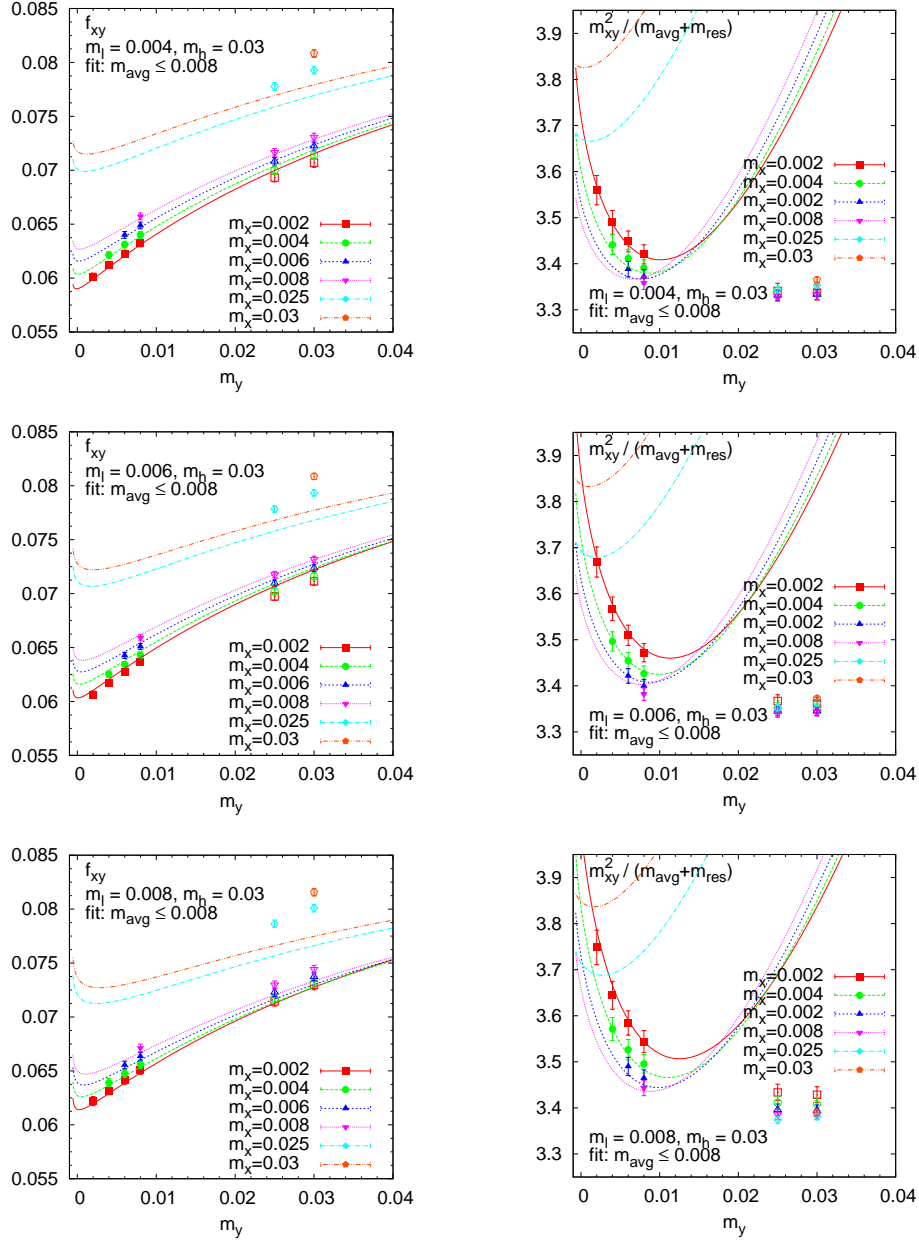 f_xy
m_l = 0.004, m_h = 0.03
fit: m_avg ≤ 0.008
0.085
0.08
0.075
0.07
0.065
0.06
0.055
m_x=0.002
m_x=0.004
m_x=0.006
m_x=0.008
m_x=0.025
m_x=0.03
0 0.01 0.02 0.03 0.04
m_y
m_xy^2 / (m_avg+m_res)
3.9
3.8
3.7
3.6
3.5
3.4
3.3
m_x=0.002
m_x=0.004
m_x=0.002
m_x=0.008
m_x=0.025
m_x=0.03
m_l = 0.004, m_h = 0.03
fit: m_avg ≤ 0.008
0 0.01 0.02 0.03 0.04
m_y
f_xy
m_l = 0.006, m_h = 0.03
fit: m_avg ≤ 0.008
0.085
0.08
0.075
0.07
0.065
0.06
0.055
m_x=0.002
m_x=0.004
m_x=0.006
m_x=0.008
m_x=0.025
m_x=0.03
0 0.01 0.02 0.03 0.04
m_y
m_xy^2 / (m_avg+m_res)
3.9
3.8
3.7
3.6
3.5
3.4
3.3
m_x=0.002
m_x=0.004
m_x=0.002
m_x=0.008
m_x=0.025
m_x=0.03
m_l = 0.006, m_h = 0.03
fit: m_avg ≤ 0.008
0 0.01 0.02 0.03 0.04
m_y
f_xy
m_l = 0.008, m_h = 0.03
fit: m_avg ≤ 0.008
0.085
0.08
0.075
0.07
0.065
0.06
0.055
m_x=0.002
m_x=0.004
m_x=0.006
m_x=0.008
m_x=0.025
m_x=0.03
0 0.01 0.02 0.03 0.04
m_y
m_xy^2 / (m_avg+m_res)
3.9
3.8
3.7
3.6
3.5
3.4
3.3
m_x=0.002
m_x=0.004
m_x=0.002
m_x=0.008
m_x=0.025
m_x=0.03
m_l = 0.008, m_h = 0.03
fit: m_avg ≤ 0.008
0 0.01 0.02 0.03 0.04
m_y